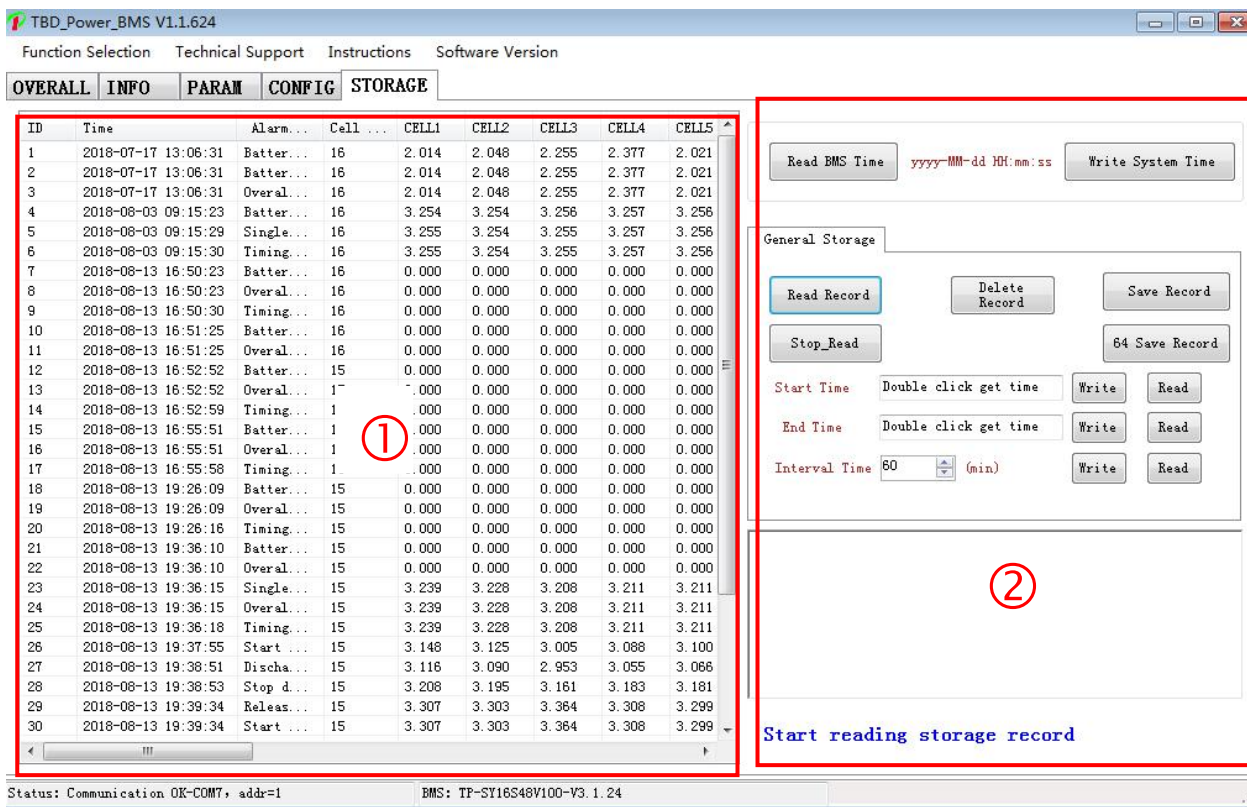 TBD_Power_BMS V1.1.624
Function Selection Technical Support Instructions Software Version
OVERALL INFO PARAM CONFIG STORAGE
ID Time Alarm... Cell ... CELL1 CELL2 CELL3 CELL4 CELL5
1 2018-07-17 13:06:31 Batter... 16 2.014 2.048 2.255 2.377 2.021
2 2018-07-17 13:06:31 Batter... 16 2.014 2.048 2.255 2.377 2.021
3 2018-07-17 13:06:31 Overal... 16 2.014 2.048 2.255 2.377 2.021
4 2018-08-03 09:15:23 Batter... 16 3.254 3.254 3.256 3.257 3.256
5 2018-08-03 09:15:29 Single... 16 3.255 3.254 3.255 3.257 3.256
6 2018-08-03 09:15:30 Timing... 16 3.255 3.254 3.255 3.257 3.256
7 2018-08-13 16:50:23 Batter... 16 0.000 0.000 0.000 0.000 0.000
8 2018-08-13 16:50:23 Overal... 16 0.000 0.000 0.000 0.000 0.000
9 2018-08-13 16:50:30 Timing... 16 0.000 0.000 0.000 0.000 0.000
10 2018-08-13 16:51:25 Batter... 16 0.000 0.000 0.000 0.000 0.000
11 2018-08-13 16:51:25 Overal... 16 0.000 0.000 0.000 0.000 0.000
12 2018-08-13 16:52:52 Batter... 15 0.000 0.000 0.000 0.000 0.000
13 2018-08-13 16:52:52 Overal... .000 0.000 0.000 0.000 0.000
14 2018-08-13 16:52:59 Timing... 1 .000 0.000 0.000 0.000 0.000
15 2018-08-13 16:55:51 Batter... 1 .000 0.000 0.000 0.000 0.000
16 2018-08-13 16:55:51 Overal... 1 .000 0.000 0.000 0.000 0.000
17 2018-08-13 16:55:58 Timing... 1 .000 0.000 0.000 0.000 0.000
18 2018-08-13 19:26:09 Batter... 15 0.000 0.000 0.000 0.000 0.000
19 2018-08-13 19:26:09 Overal... 15 0.000 0.000 0.000 0.000 0.000
20 2018-08-13 19:26:16 Timing... 15 0.000 0.000 0.000 0.000 0.000
21 2018-08-13 19:36:10 Batter... 15 0.000 0.000 0.000 0.000 0.000
22 2018-08-13 19:36:10 Overal... 15 0.000 0.000 0.000 0.000 0.000
23 2018-08-13 19:36:15 Single... 15 3.239 3.228 3.208 3.211 3.211
24 2018-08-13 19:36:15 Overal... 15 3.239 3.228 3.208 3.211 3.211
25 2018-08-13 19:36:18 Timing... 15 3.239 3.228 3.208 3.211 3.211
26 2018-08-13 19:37:55 Start ... 15 3.148 3.125 3.005 3.088 3.100
27 2018-08-13 19:38:51 Discha... 15 3.116 3.090 2.953 3.055 3.066
28 2018-08-13 19:38:53 Stop d... 15 3.208 3.195 3.161 3.183 3.181
29 2018-08-13 19:39:34 Releas... 15 3.307 3.303 3.364 3.308 3.299
30 2018-08-13 19:39:34 Start ... 15 3.307 3.303 3.364 3.308 3.299
①
Read BMS Time yyyy-MM-dd HH:mm:ss Write System Time
General Storage
Read Record Delete Record Save Record
Stop_Read 64 Save Record
Start Time Double click get time Write Read
End Time Double click get time Write Read
Interval Time 60 (min) Write Read
②
Start reading storage record
Status: Communication OK-COM7, addr=1 BMS: TP-SY16S48V100-V3.1.24